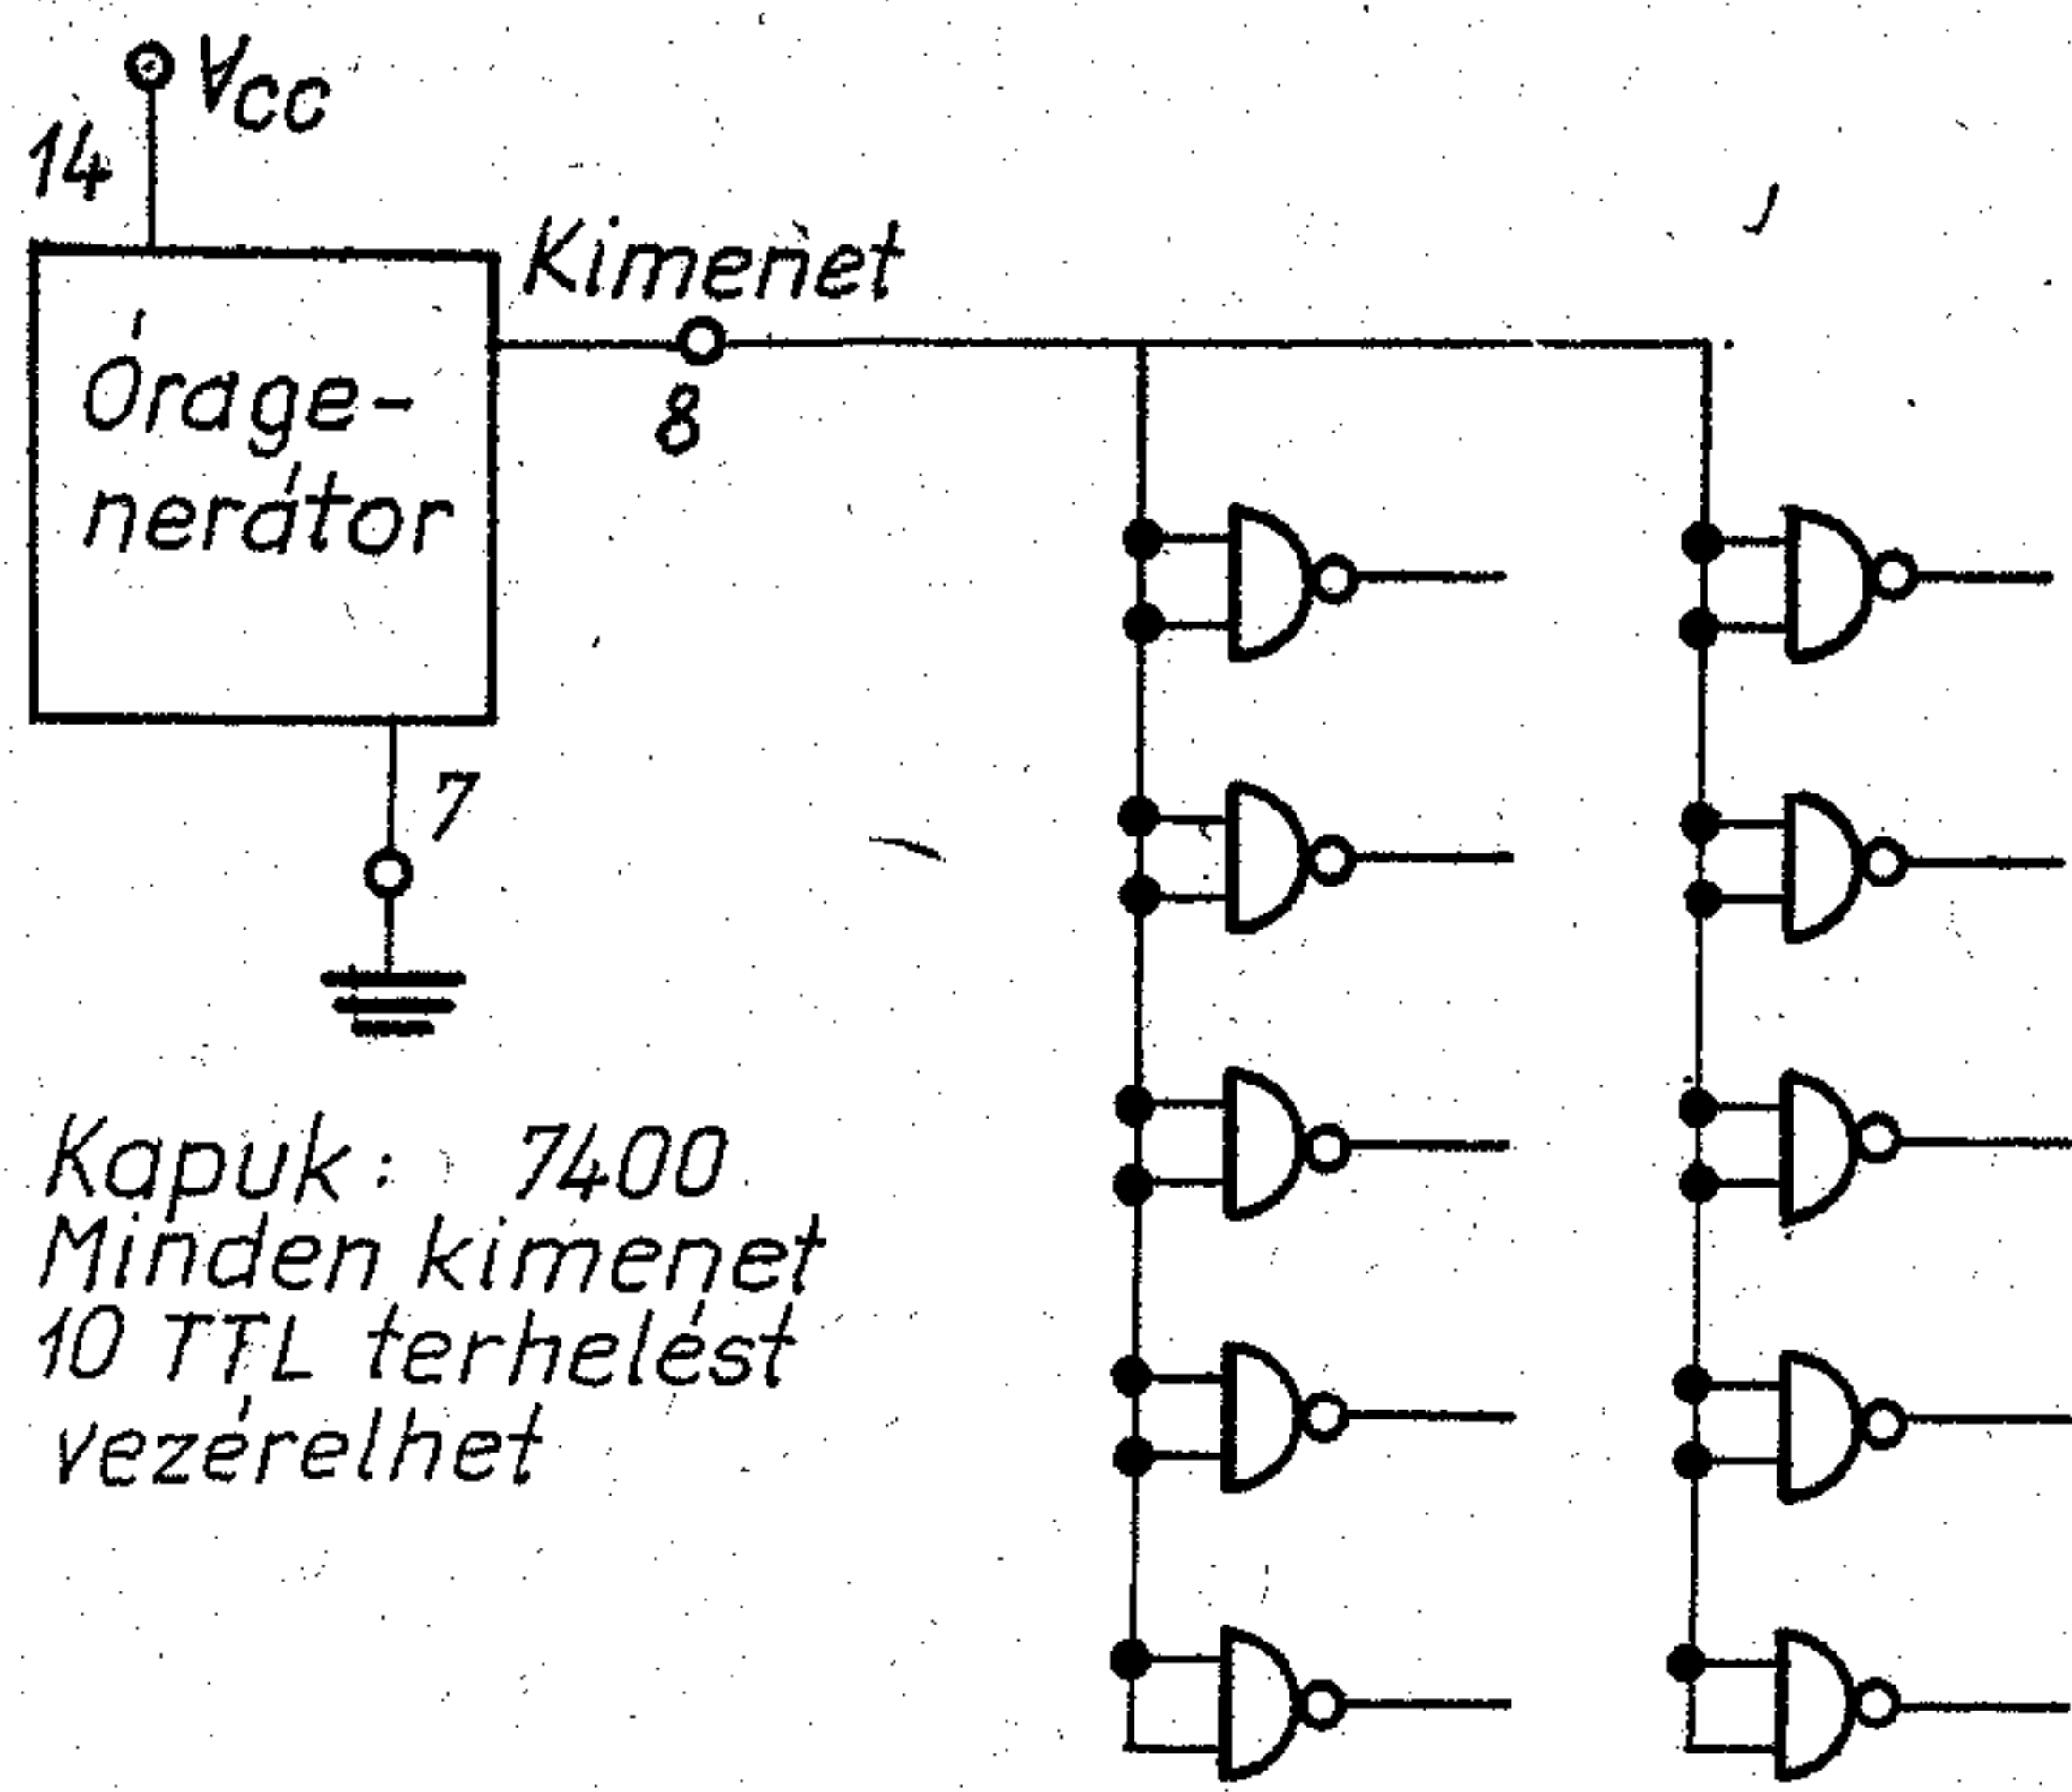 VCC
14
Kimenet
Órage-
nerátor
8
7
Kapuk: 7400
Minden kimenet
10 TTL terhelést
vezérelhet